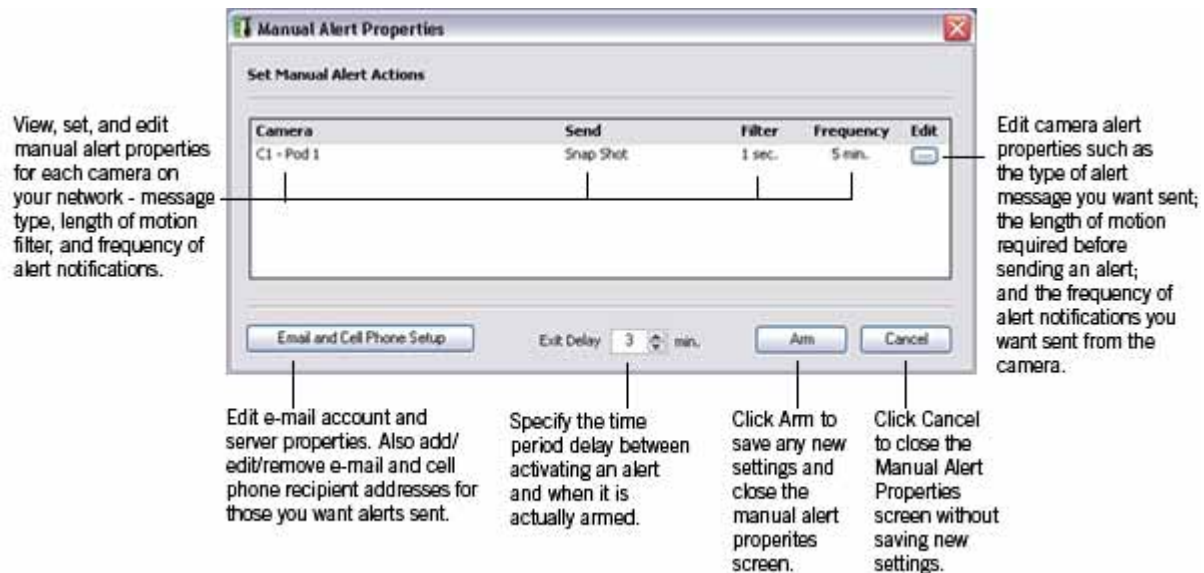 Manual Alert Properties
Set Manual Alert Actions
Camera Send Filter Frequency Edit
C1 - Pod 1 Snap Shot 1 sec. 5 min. ...
View, set, and edit
manual alert properties
for each camera on
your network - message
type, length of motion
filter, and frequency of
alert notifications.
Edit camera alert
properties such as
the type of alert
message you want sent;
the length of motion
required before
sending an alert;
and the frequency of
alert notifications you
want sent from the
camera.
Email and Cell Phone Setup Exit Delay 3 min. Arm Cancel
Edit e-mail account and
server properties. Also add/
edit/remove e-mail and cell
phone recipient addresses for
those you want alerts sent.
Specify the time
period delay between
activating an alert
and when it is
actually armed.
Click Arm to
save any new
settings and
close the
manual alert
properites
screen.
Click Cancel
to close the
Manual Alert
Properties
screen without
saving new
settings.